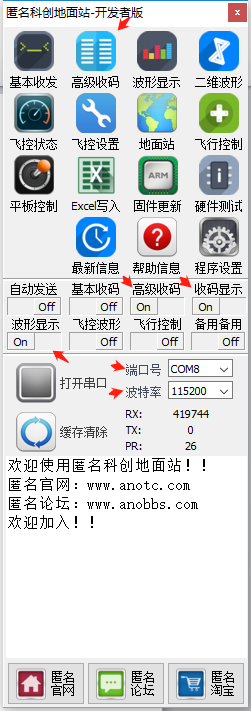 匿名科创地面站-开发者版
基本收发 高级收码 波形显示 二维波形
飞控状态 飞控设置 地面站 飞行控制
ARM
平板控制 Excel写入 固件更新 硬件测试
最新信息 帮助信息 程序设置
自动发送 基本收码 高级收码 收码显示
Off Off On On
波形显示 飞控波形 飞行控制 备用备用
On Off Off Off
打开串口
端口号 COM8
波特率 115200
缓存清除
RX: 419744
TX: 0
PR: 26
欢迎使用匿名科创地面站！！
匿名官网：www.anotc.com
匿名论坛：www.anobbs.com
欢迎加入！！
匿名官网
匿名论坛
匿名淘宝